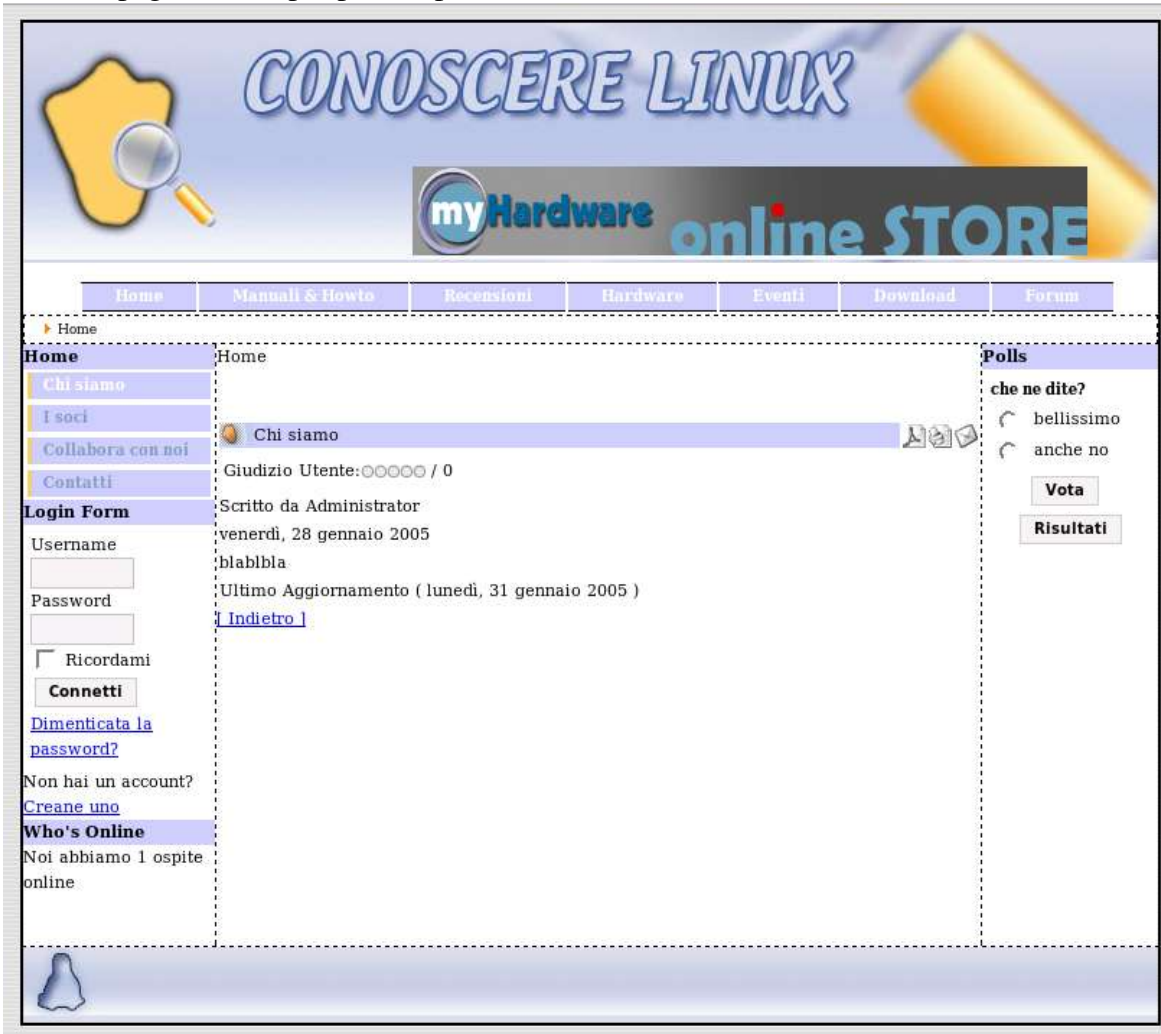 CONOSCERE LINUX
myHardware online STORE
Home Manuali & Howto Recensioni Hardware Eventi Download Forum
Home
Home
Chi siamo
I soci
Collabora con noi
Contatti
Login Form
Username
Password
Ricordami
Connetti
Dimenticata la
password?
Non hai un account?
Creane uno
Who's Online
Noi abbiamo 1 ospite
online
Home
Chi siamo
Giudizio Utente: / 0
Scritto da Administrator
venerdì, 28 gennaio 2005
blablbla
Ultimo Aggiornamento ( lunedì, 31 gennaio 2005 )
[ Indietro ]
Polls
che ne dite?
bellissimo
anche no
Vota
Risultati